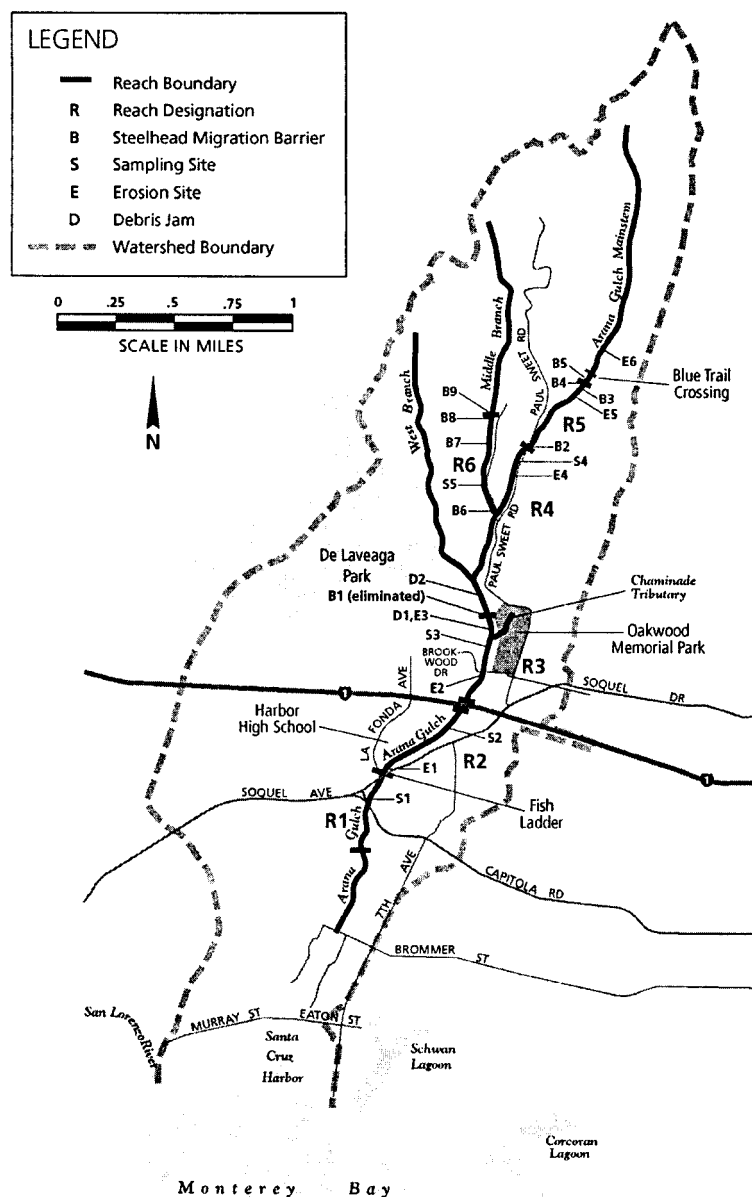 LEGEND
Reach Boundary
R Reach Designation
B Steelhead Migration Barrier
S Sampling Site
E Erosion Site
D Debris Jam
Watershed Boundary
0 .25 .5 .75 1
SCALE IN MILES
N
Arana Gulch Mainstem
Middle Branch
PAUL SWEET RD
West Branch
E6
B5
B4
Blue Trail
Crossing
B3
E5
B9
B8
R5
B7
B2
R6
S4
S5
E4
B6
R4
PAUL SWEET RD
De Laveaga
Park
D2
B1 (eliminated)
Chaminade
Tributary
D1,E3
S3
Oakwood
Memorial Park
BROOK
WOOD
DR
R3
E2
SOQUEL DR
1
LA FONDA AVE
Harbor
High School
Arana Gulch
S2
R2
1
E1
SOQUEL AVE
S1
Fish
Ladder
R1
Arana Gulch
7TH AVE
CAPITOLA RD
BROMMER ST
San Lorenzo River
MURRAY ST
EATON ST
Santa
Cruz
Harbor
Schwan
Lagoon
Corcoran
Lagoon
Monterey Bay